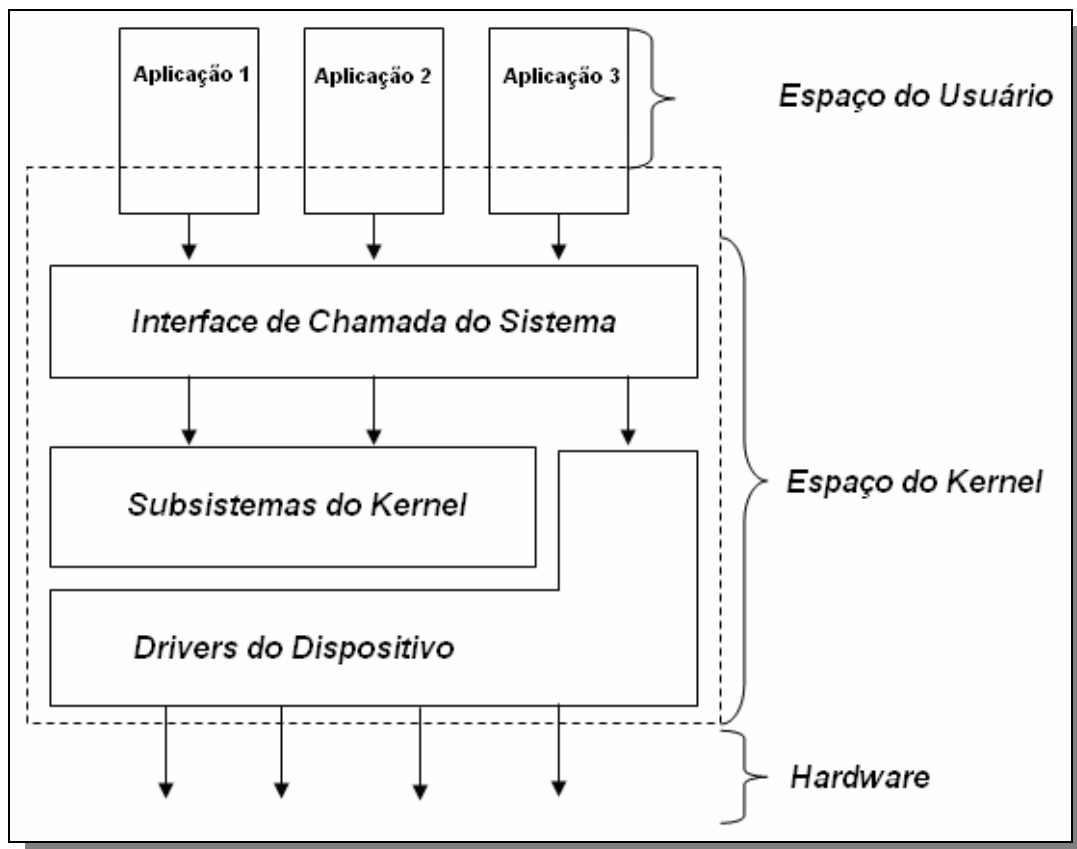 Aplicação 1
Aplicação 2
Aplicação 3
Espaço do Usuário
Interface de Chamada do Sistema
Subsistemas do Kernel
Espaço do Kernel
Drivers do Dispositivo
Hardware